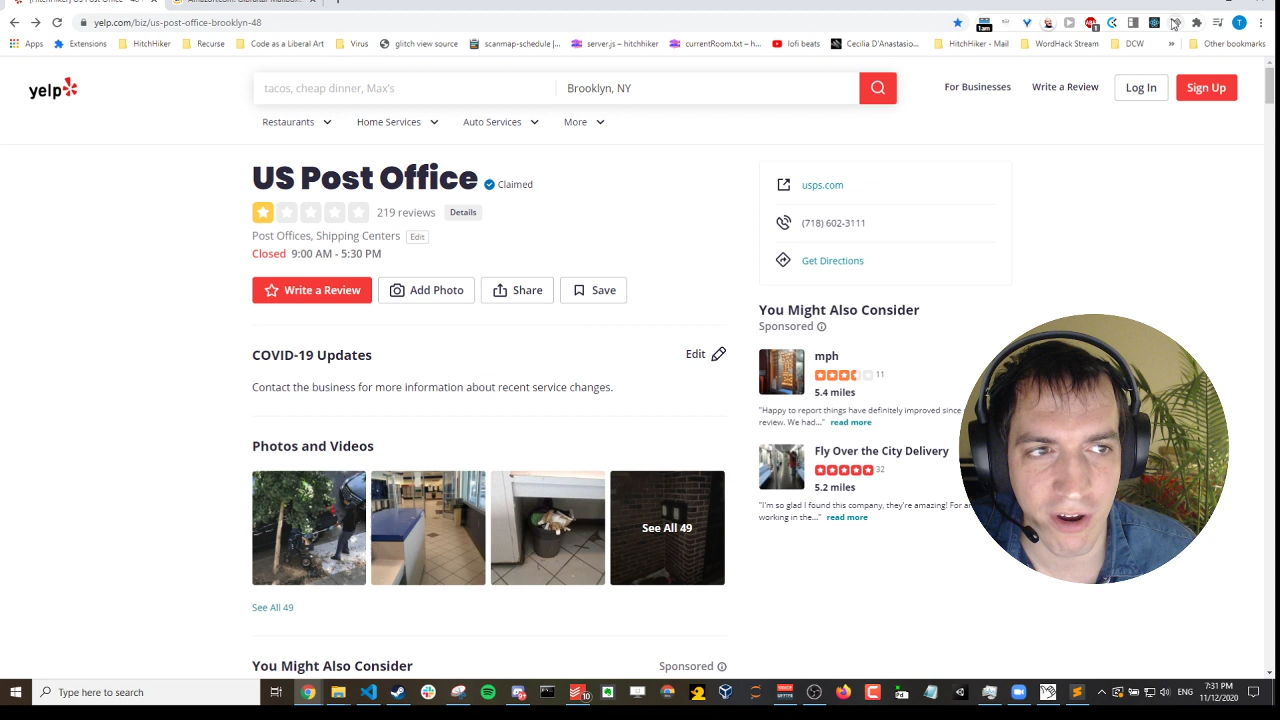 yelp.com/biz/us-post-office-brooklyn-48
Extensions HitchHiker Recurse Code as a Liberal Art Virus glitch view source scanmap-schedule |... server.js – hitchhiker currentRoom.txt – h... lofi beats Cecilia D'Anastasio... HitchHiker - Mail WordHack Stream DCW » Other bookmarks
yelp
tacos, cheap dinner, Max's Brooklyn, NY
For Businesses Write a Review Log In Sign Up
Restaurants Home Services Auto Services More
US Post Office Claimed
219 reviews Details
Post Offices, Shipping Centers Edit
Closed 9:00 AM - 5:30 PM
Write a Review Add Photo Share Save
usps.com
(718) 602-3111
Get Directions
COVID-19 Updates Edit
Contact the business for more information about recent service changes.
Photos and Videos
See All 49
See All 49
You Might Also Consider Sponsored
You Might Also Consider
Sponsored
mph
11
5.4 miles
"Happy to report things have definitely improved since
review. We had..." read more
Fly Over the City Delivery
32
5.2 miles
"I'm so glad I found this company, they're amazing! For an
working in the..." read more
Type here to search
10
ENG
7:31 PM
11/12/2020